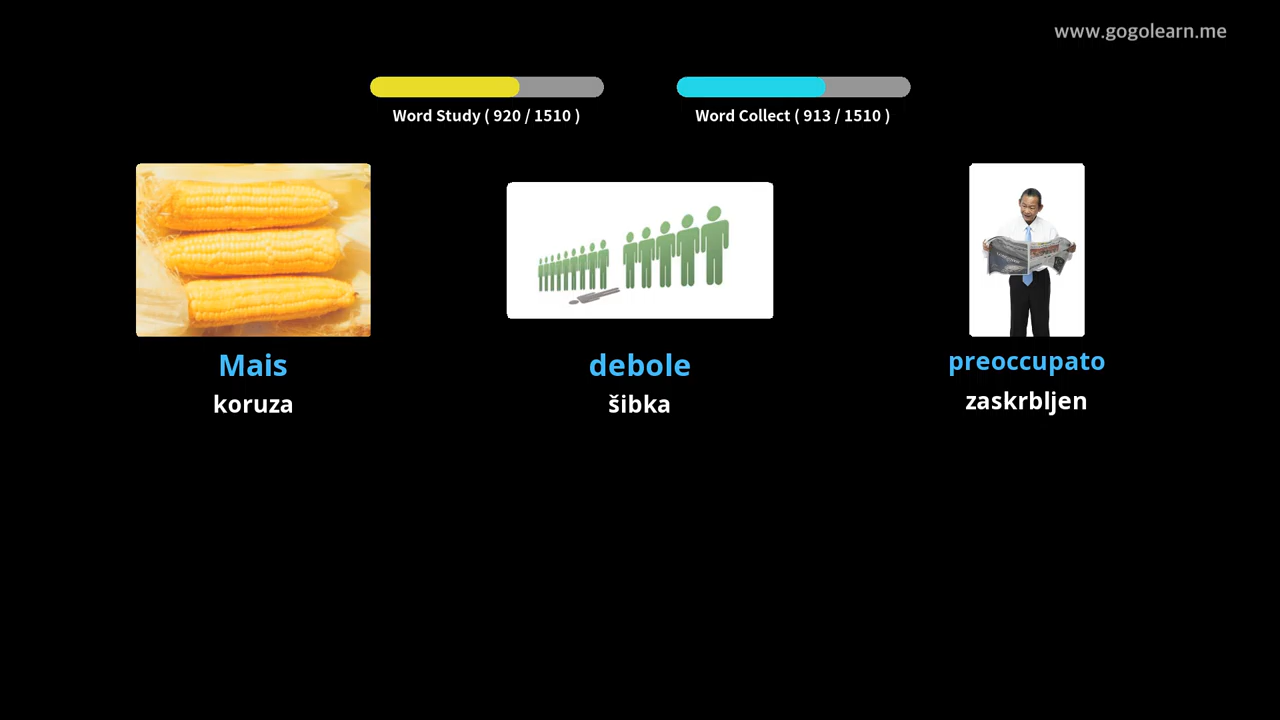 www.gogolearn.me
Word Study ( 920 / 1510 )
Word Collect ( 913 / 1510 )
Mais
koruza
debole
šibka
preoccupato
zaskrbljen